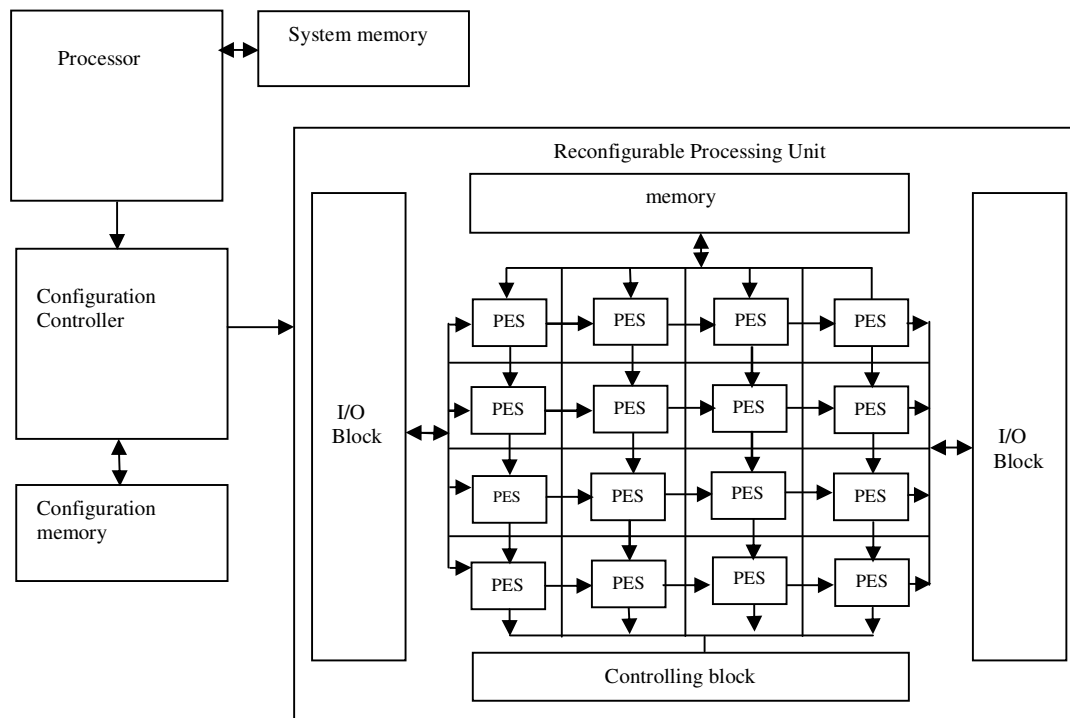 System memory
Processor
Reconfigurable Processing Unit
memory
Configuration
Controller
PES PES PES PES
I/O
Block
PES PES PES PES
I/O
Block
PES PES PES PES
Configuration
memory
PES PES PES PES
Controlling block